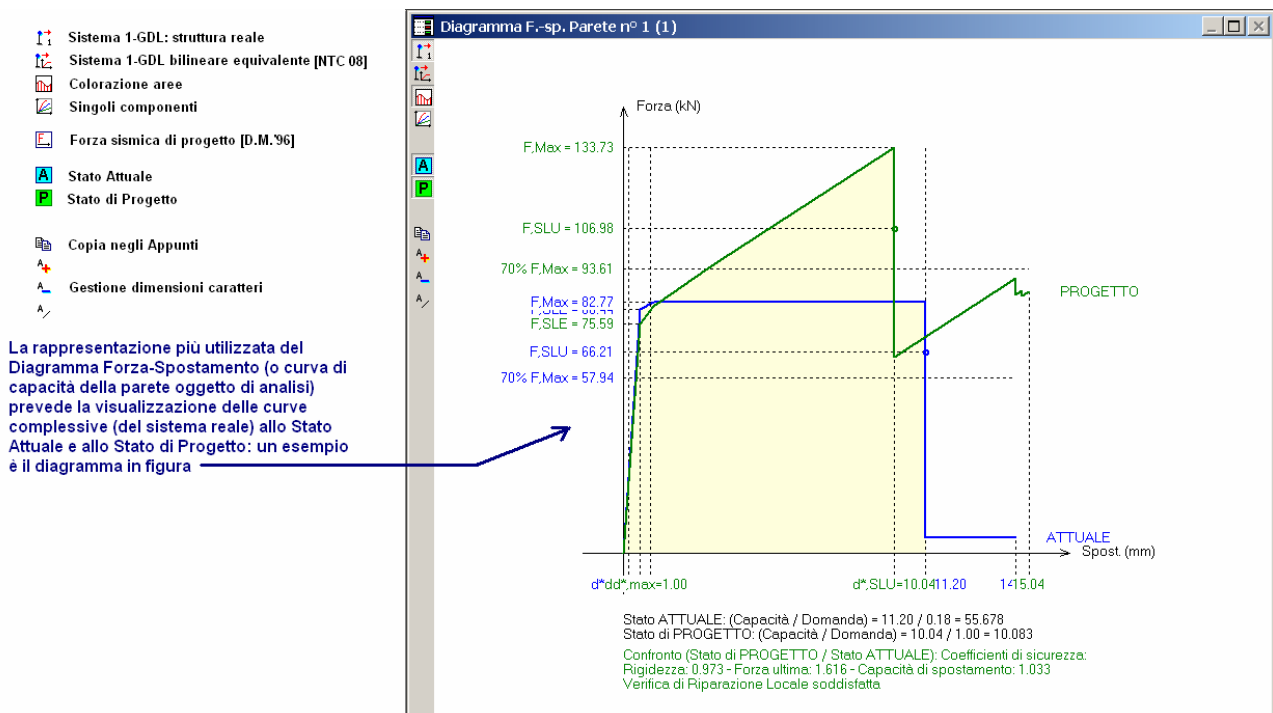 Sistema 1-GDL: struttura reale
Sistema 1-GDL bilineare equivalente [NTC 08]
Colorazione aree
Singoli componenti
F. Forza sismica di progetto [D.M.'96]
A Stato Attuale
P Stato di Progetto
Copia negli Appunti
A+
A_ Gestione dimensioni caratteri
A/
La rappresentazione più utilizzata del
Diagramma Forza-Spostamento (o curva di
capacità della parete oggetto di analisi)
prevede la visualizzazione delle curve
complessive (del sistema reale) allo Stato
Attuale e allo Stato di Progetto: un esempio
è il diagramma in figura
Diagramma F.-sp. Parete n° 1 (1)
A
P
A+
A_
A/
Forza (kN)
F,Max = 133.73
F,SLU = 106.98
70% F,Max = 93.61
F,Max = 82.77
F,SLE = 75.59
F,SLU = 66.21
70% F,Max = 57.94
PROGETTO
ATTUALE
Spost. (mm)
d*dd*,max=1.00
d*,SLU=10.0411.20
1415.04
Stato ATTUALE: (Capacità / Domanda) = 11.20 / 0.18 = 55.678
Stato di PROGETTO: (Capacità / Domanda) = 10.04 / 1.00 = 10.083
Confronto (Stato di PROGETTO / Stato ATTUALE): Coefficienti di sicurezza:
Rigidezza: 0.973 - Forza ultima: 1.616 - Capacità di spostamento: 1.033
Verifica di Riparazione Locale soddisfatta